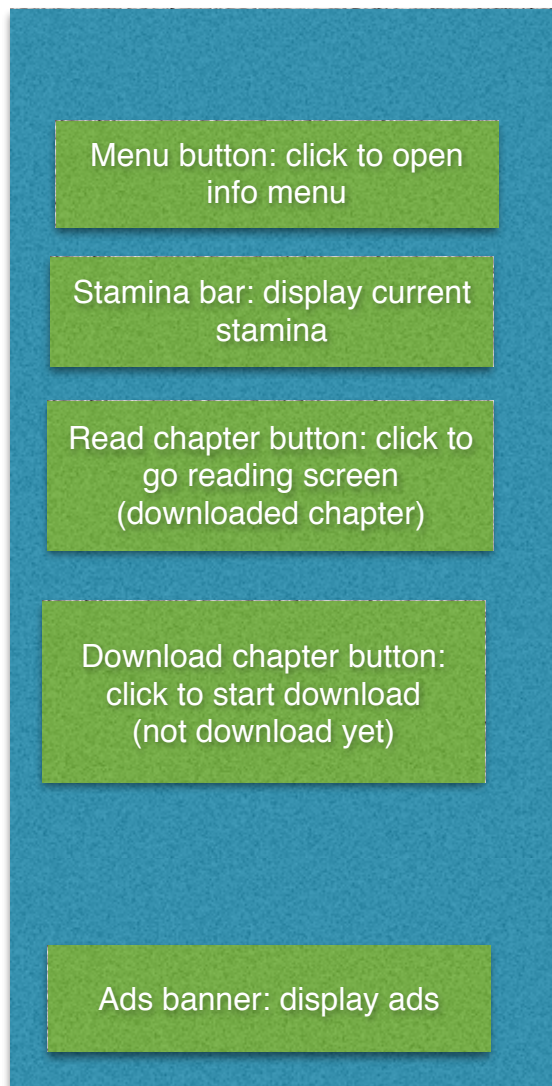 Menu button: click to open
info menu
Stamina bar: display current
stamina
Read chapter button: click to
go reading screen
(downloaded chapter)
Download chapter button:
click to start download
(not download yet)
Ads banner: display ads